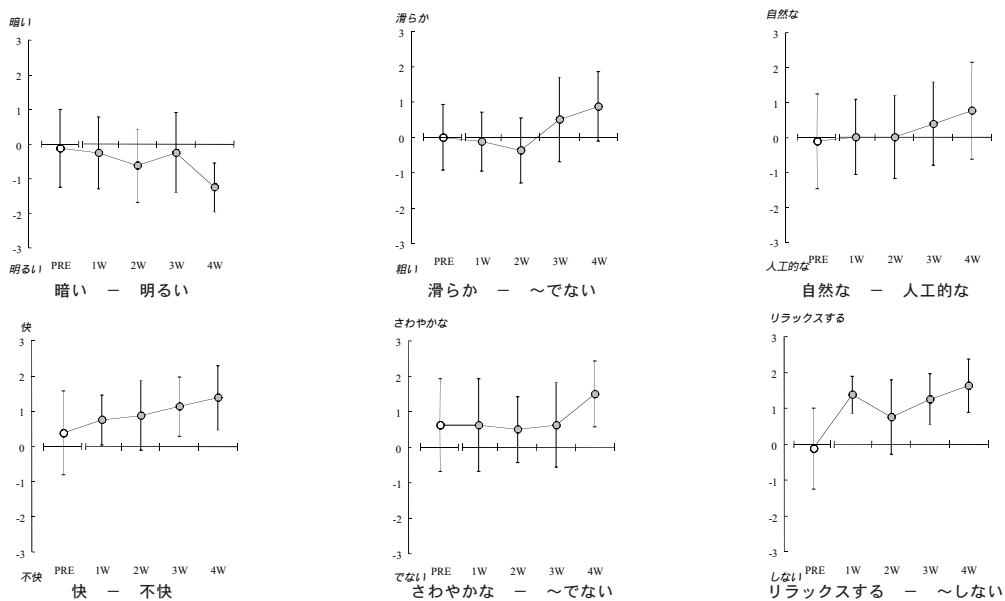 暗い
3
2
1
0
-1
-2
-3
PRE 1W 2W 3W 4W
明るい
暗い － 明るい
滑らか
3
2
1
0
-1
-2
-3
PRE 1W 2W 3W 4W
粗い
滑らか － ～でない
自然な
3
2
1
0
-1
-2
-3
PRE 1W 2W 3W 4W
人工的な
自然な － 人工的な
快
3
2
1
0
-1
-2
-3
PRE 1W 2W 3W 4W
不快
快 － 不快
さわやかな
3
2
1
0
-1
-2
-3
PRE 1W 2W 3W 4W
でない
さわやかな － ～でない
リラックスする
3
2
1
0
-1
-2
-3
PRE 1W 2W 3W 4W
しない
リラックスする － ～しない